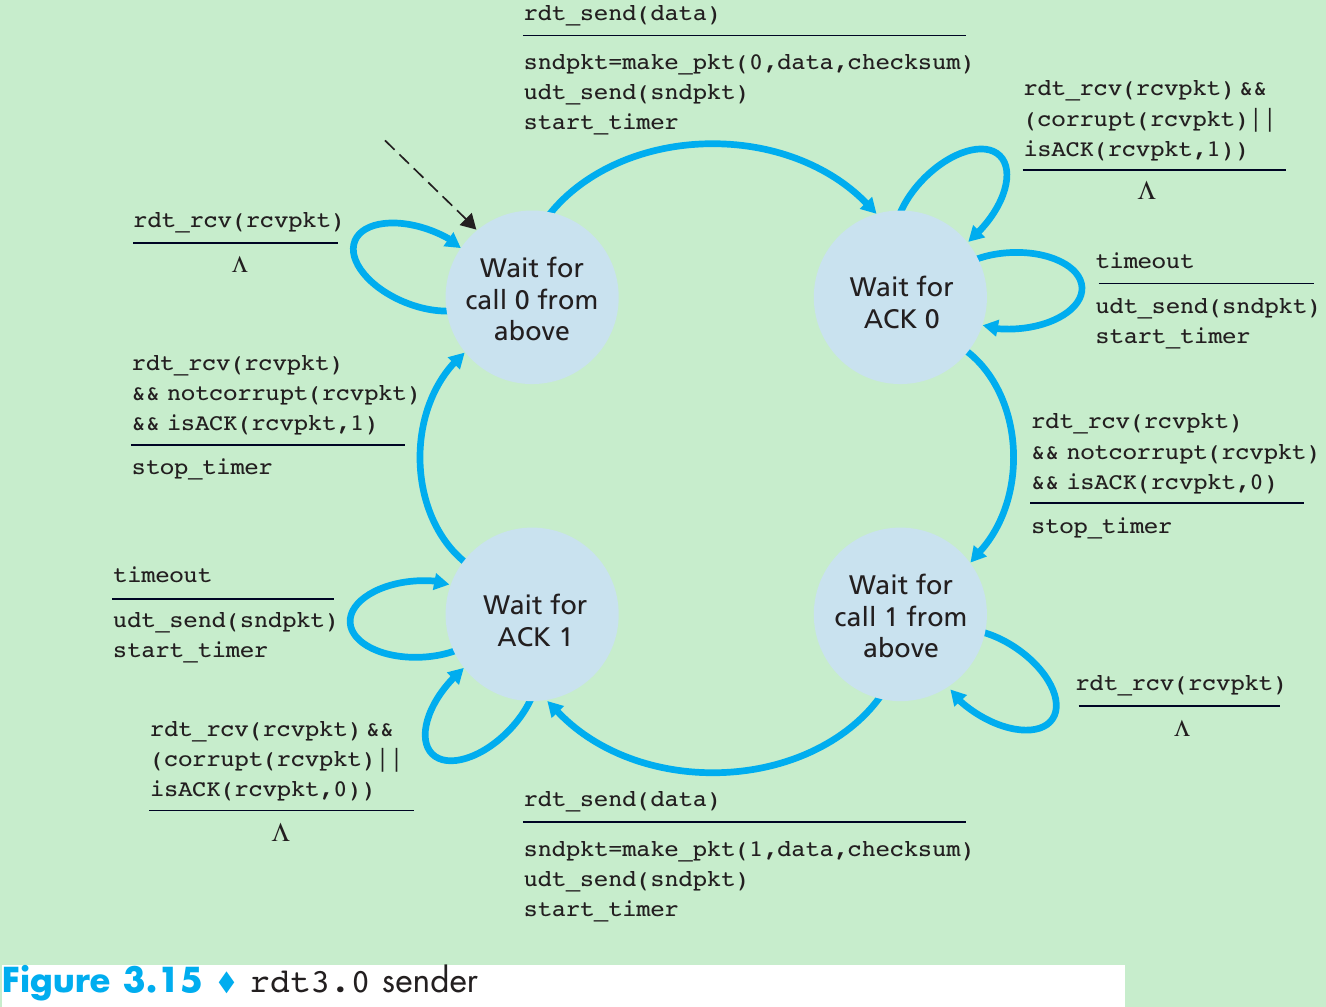 rdt_send(data)
sndpkt=make_pkt(0,data,checksum)
udt_send(sndpkt)
start_timer
rdt_rcv(rcvpkt) &&
(corrupt(rcvpkt)||
isACK(rcvpkt,1))
Λ
rdt_rcv(rcvpkt)
Λ
Wait for
call 0 from
above
Wait for
ACK 0
timeout
udt_send(sndpkt)
start_timer
rdt_rcv(rcvpkt)
&& notcorrupt(rcvpkt)
&& isACK(rcvpkt,1)
stop_timer
rdt_rcv(rcvpkt)
&& notcorrupt(rcvpkt)
&& isACK(rcvpkt,0)
stop_timer
timeout
udt_send(sndpkt)
start_timer
Wait for
ACK 1
Wait for
call 1 from
above
rdt_rcv(rcvpkt)
Λ
rdt_rcv(rcvpkt) &&
(corrupt(rcvpkt)||
isACK(rcvpkt,0))
Λ
rdt_send(data)
sndpkt=make_pkt(1,data,checksum)
udt_send(sndpkt)
start_timer
Figure 3.15 ♦ rdt3.0 sender